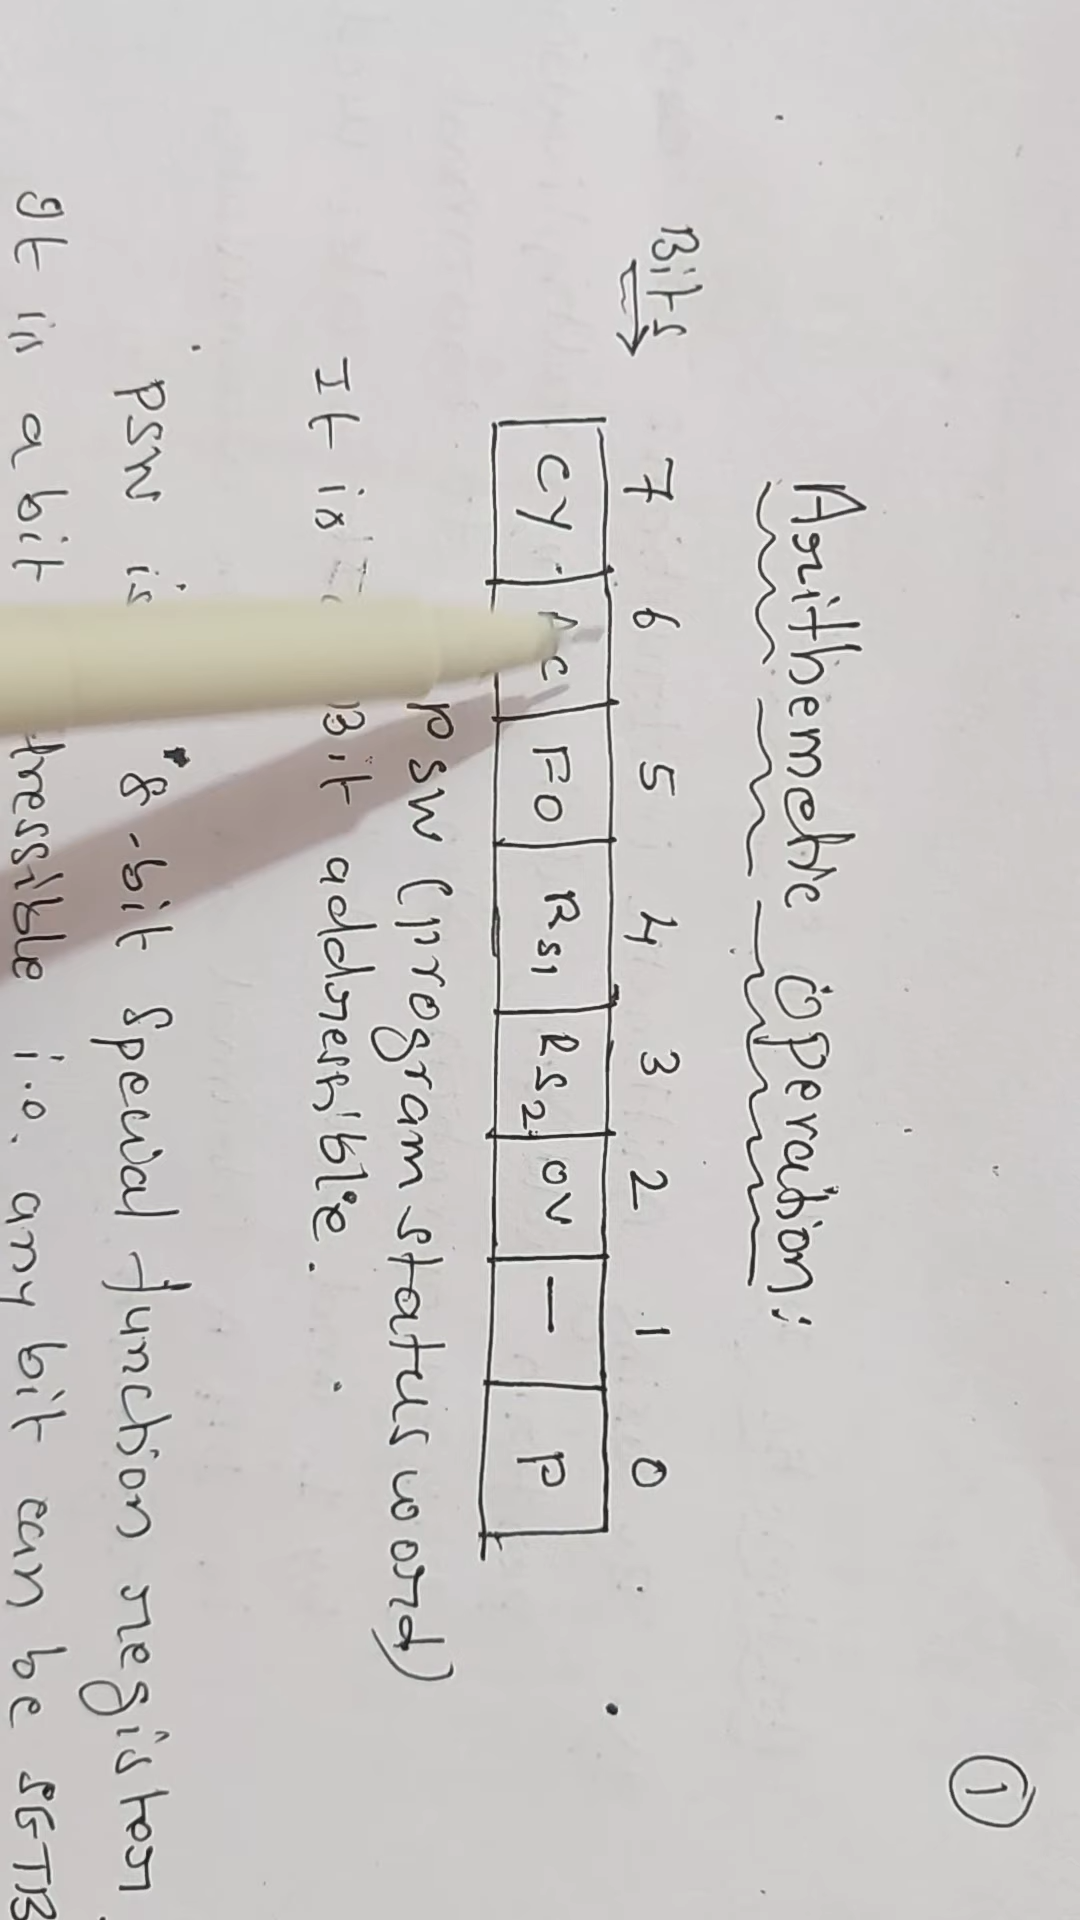 ①
Arithemetic operation:
Bits 7 6 5 4 3 2 1 0
CY AC F0 RS1 RS2 OV — P
PSW (program status word)
It is Bit addressible.
PSW is 8-bit special function register
It is a bit i.e. any bit can be SETB